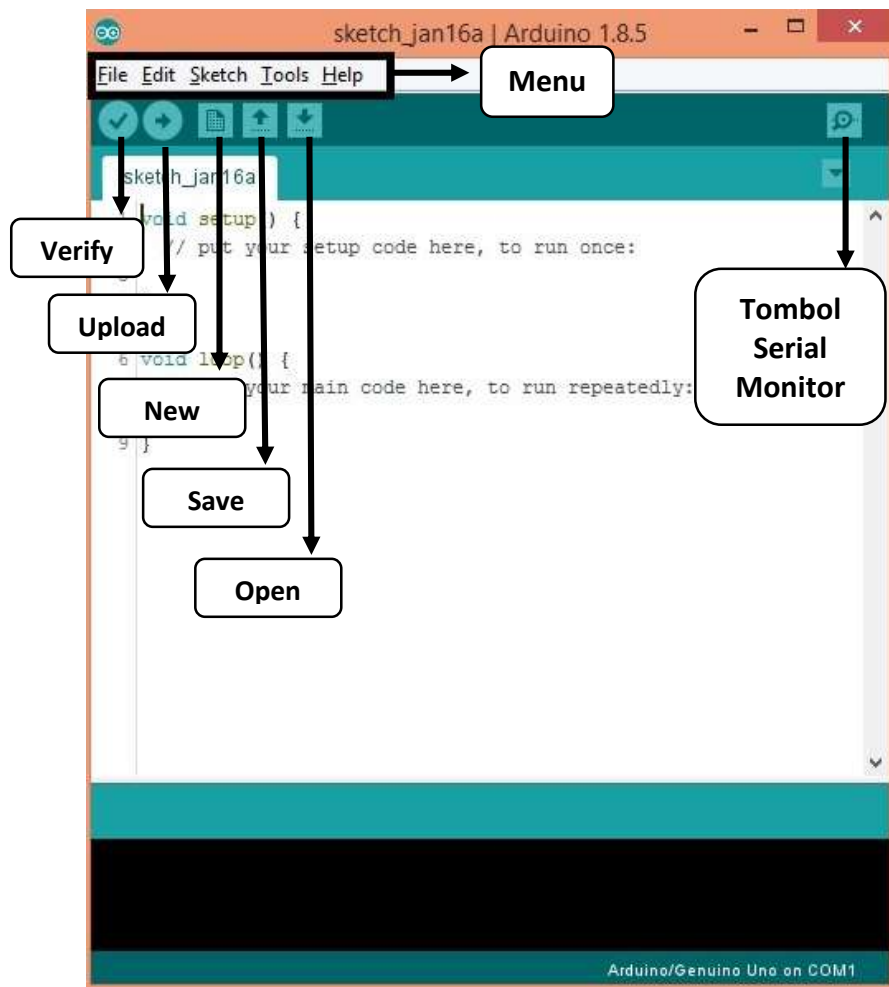 sketch_jan16a | Arduino 1.8.5
File Edit Sketch Tools Help
Menu
sketch_jan16a
void setup() {
// put your setup code here, to run once:
Verify
Upload
Tombol
Serial
Monitor
6 void loop() {
your main code here, to run repeatedly:
New
9 }
Save
Open
Arduino/Genuino Uno on COM1